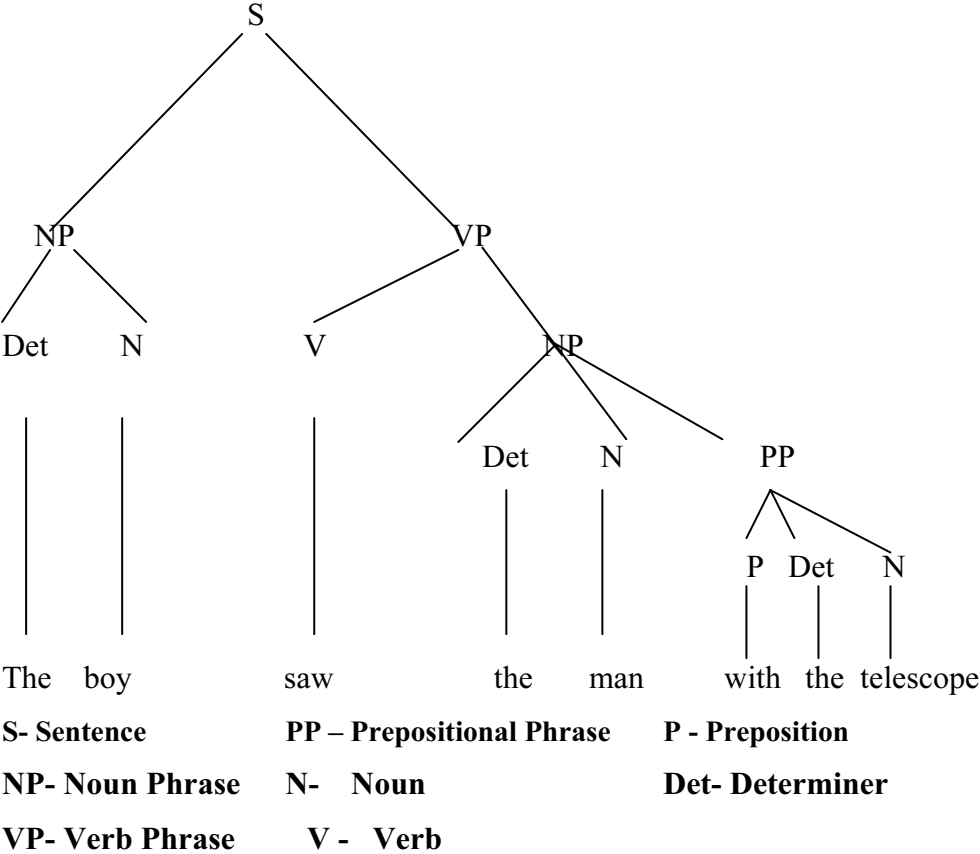 S
NP VP
Det N V NP
Det N PP
P Det N
The boy saw the man with the telescope
S- Sentence PP – Prepositional Phrase P - Preposition
NP- Noun Phrase N- Noun Det- Determiner
VP- Verb Phrase V - Verb